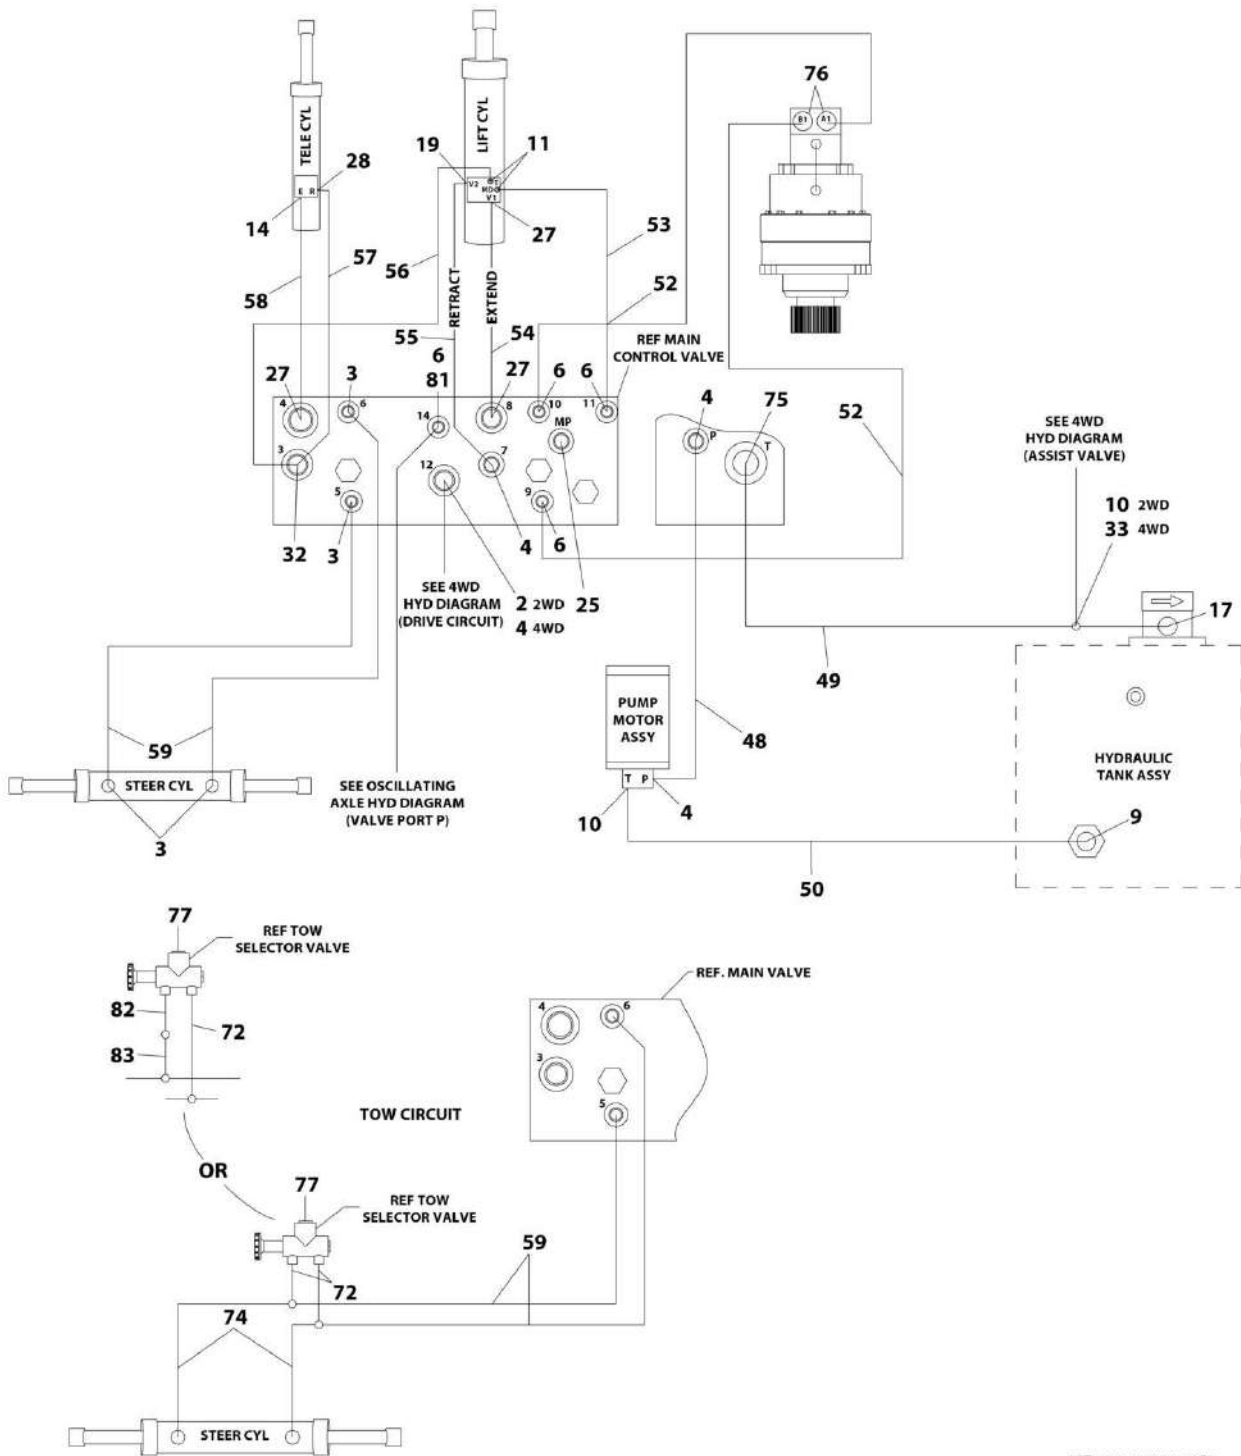 TELE CYL
LIFT CYL
76
B1 A1
19
11
28
V2
T
MD
V1
E R
14
27
53
57
56
58
RETRACT
EXTEND
52
55
54
REF MAIN
CONTROL VALVE
6
27
3
81
27
6
6
4
75
4
6
14
8
10
11
MP
P
T
3
12
7
5
9
52
SEE 4WD
HYD DIAGRAM
(ASSIST VALVE)
10 2WD
33 4WD
32
3
4
6
SEE 4WD
HYD DIAGRAM
(DRIVE CIRCUIT)
2 2WD
4 4WD
25
17
49
PUMP
MOTOR
ASSY
48
59
STEER CYL
HYDRAULIC
TANK ASSY
T P
SEE OSCILLATING
AXLE HYD DIAGRAM
(VALVE PORT P)
10
4
9
3
50
77
REF TOW
SELECTOR VALVE
REF. MAIN VALVE
82
72
83
4
6
3
5
TOW CIRCUIT
OR
77
REF TOW
SELECTOR VALVE
59
72
74
STEER CYL